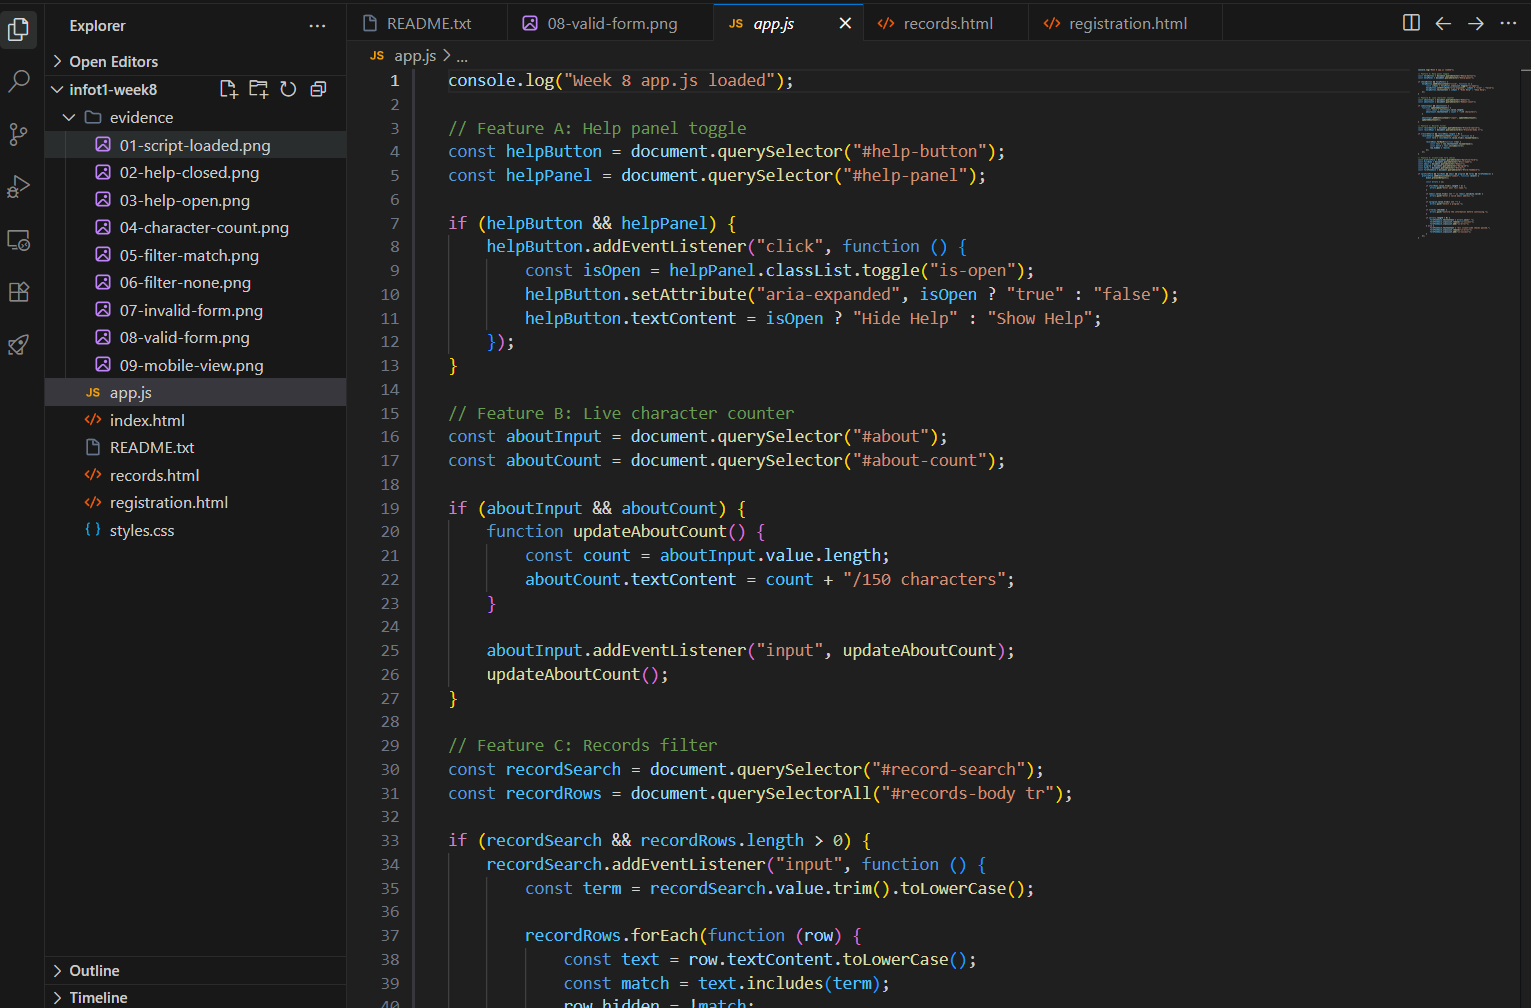 Explorer
Open Editors
infot1-week8
evidence
01-script-loaded.png
02-help-closed.png
03-help-open.png
04-character-count.png
05-filter-match.png
06-filter-none.png
07-invalid-form.png
08-valid-form.png
09-mobile-view.png
JS app.js
index.html
README.txt
records.html
registration.html
styles.css
Outline
Timeline
README.txt
08-valid-form.png
JS app.js
records.html
registration.html
JS app.js > ...
1 console.log("Week 8 app.js loaded");
2
3 // Feature A: Help panel toggle
4 const helpButton = document.querySelector("#help-button");
5 const helpPanel = document.querySelector("#help-panel");
6
7 if (helpButton && helpPanel) {
8     helpButton.addEventListener("click", function () {
9         const isOpen = helpPanel.classList.toggle("is-open");
10         helpButton.setAttribute("aria-expanded", isOpen ? "true" : "false");
11         helpButton.textContent = isOpen ? "Hide Help" : "Show Help";
12     });
13 }
14
15 // Feature B: Live character counter
16 const aboutInput = document.querySelector("#about");
17 const aboutCount = document.querySelector("#about-count");
18
19 if (aboutInput && aboutCount) {
20     function updateAboutCount() {
21         const count = aboutInput.value.length;
22         aboutCount.textContent = count + "/150 characters";
23     }
24
25     aboutInput.addEventListener("input", updateAboutCount);
26     updateAboutCount();
27 }
28
29 // Feature C: Records filter
30 const recordSearch = document.querySelector("#record-search");
31 const recordRows = document.querySelectorAll("#records-body tr");
32
33 if (recordSearch && recordRows.length > 0) {
34     recordSearch.addEventListener("input", function () {
35         const term = recordSearch.value.trim().toLowerCase();
36
37         recordRows.forEach(function (row) {
38             const text = row.textContent.toLowerCase();
39             const match = text.includes(term);
40             row.hidden = !match;